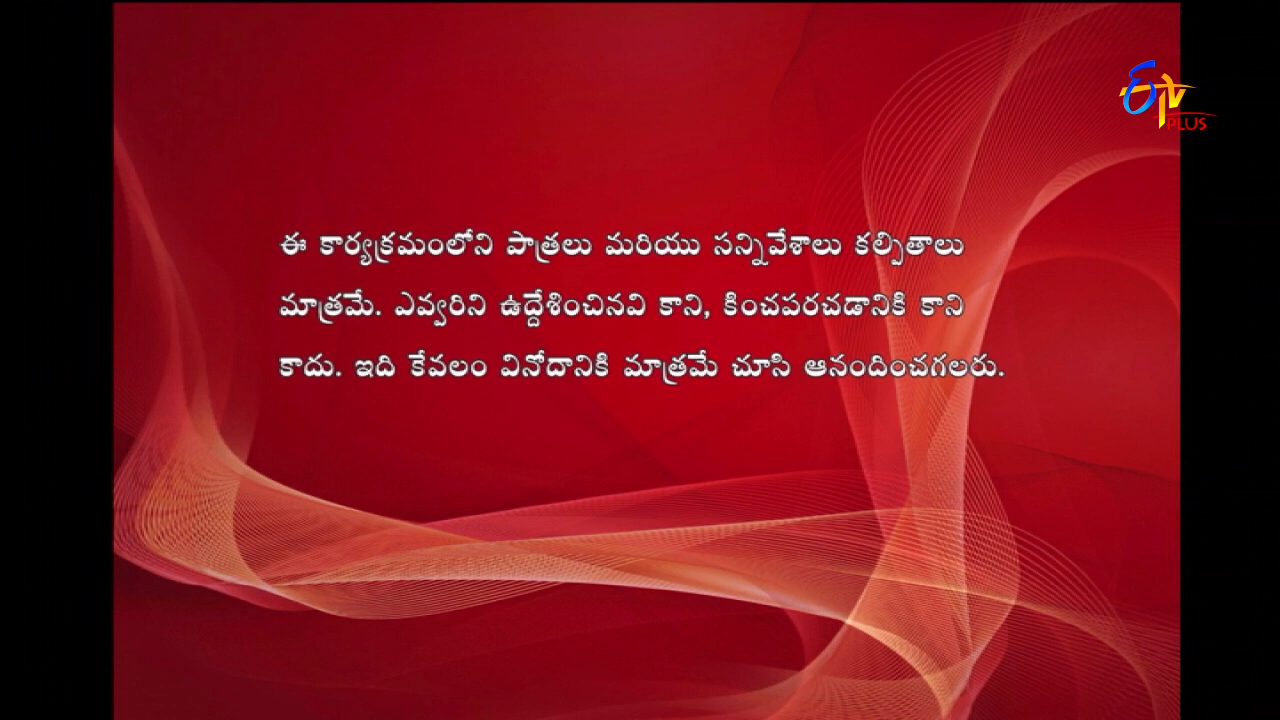 ETV
PLUS
ఈ కార్యక్రమంలోని పాత్రలు మరియు సన్నివేశాలు కల్పితాలు
మాత్రమే. ఎవ్వరిని ఉద్దేశించినవి కాని, కించపరచడానికి కాని
కాదు. ఇది కేవలం వినోదానికి మాత్రమే చూసి ఆనందించగలరు.